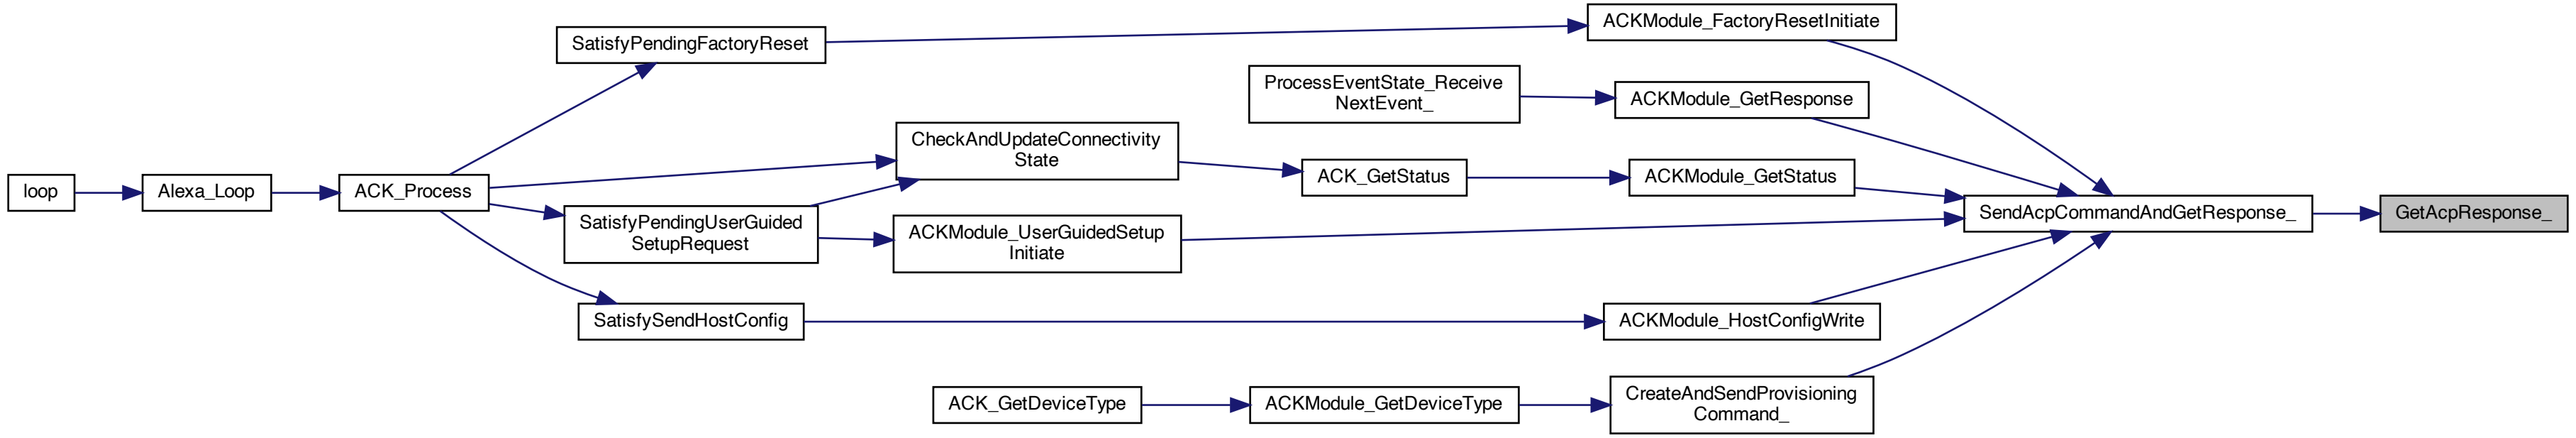 ACKModule_FactoryResetInitiate
SatisfyPendingFactoryReset
ProcessEventState_Receive
NextEvent_
ACKModule_GetResponse
CheckAndUpdateConnectivity
State
ACK_GetStatus
ACKModule_GetStatus
loop
Alexa_Loop
ACK_Process
SendAcpCommandAndGetResponse_
GetAcpResponse_
SatisfyPendingUserGuided
SetupRequest
ACKModule_UserGuidedSetup
Initiate
SatisfySendHostConfig
ACKModule_HostConfigWrite
ACK_GetDeviceType
ACKModule_GetDeviceType
CreateAndSendProvisioning
Command_